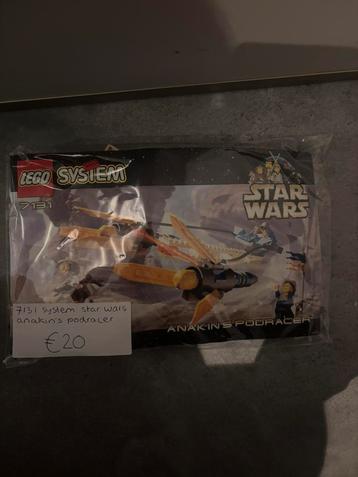 LEGO SYSTEM
7131
STAR WARS
ANAKIN'S PODRACER
7131 system star wars
anakin's podracer
€20